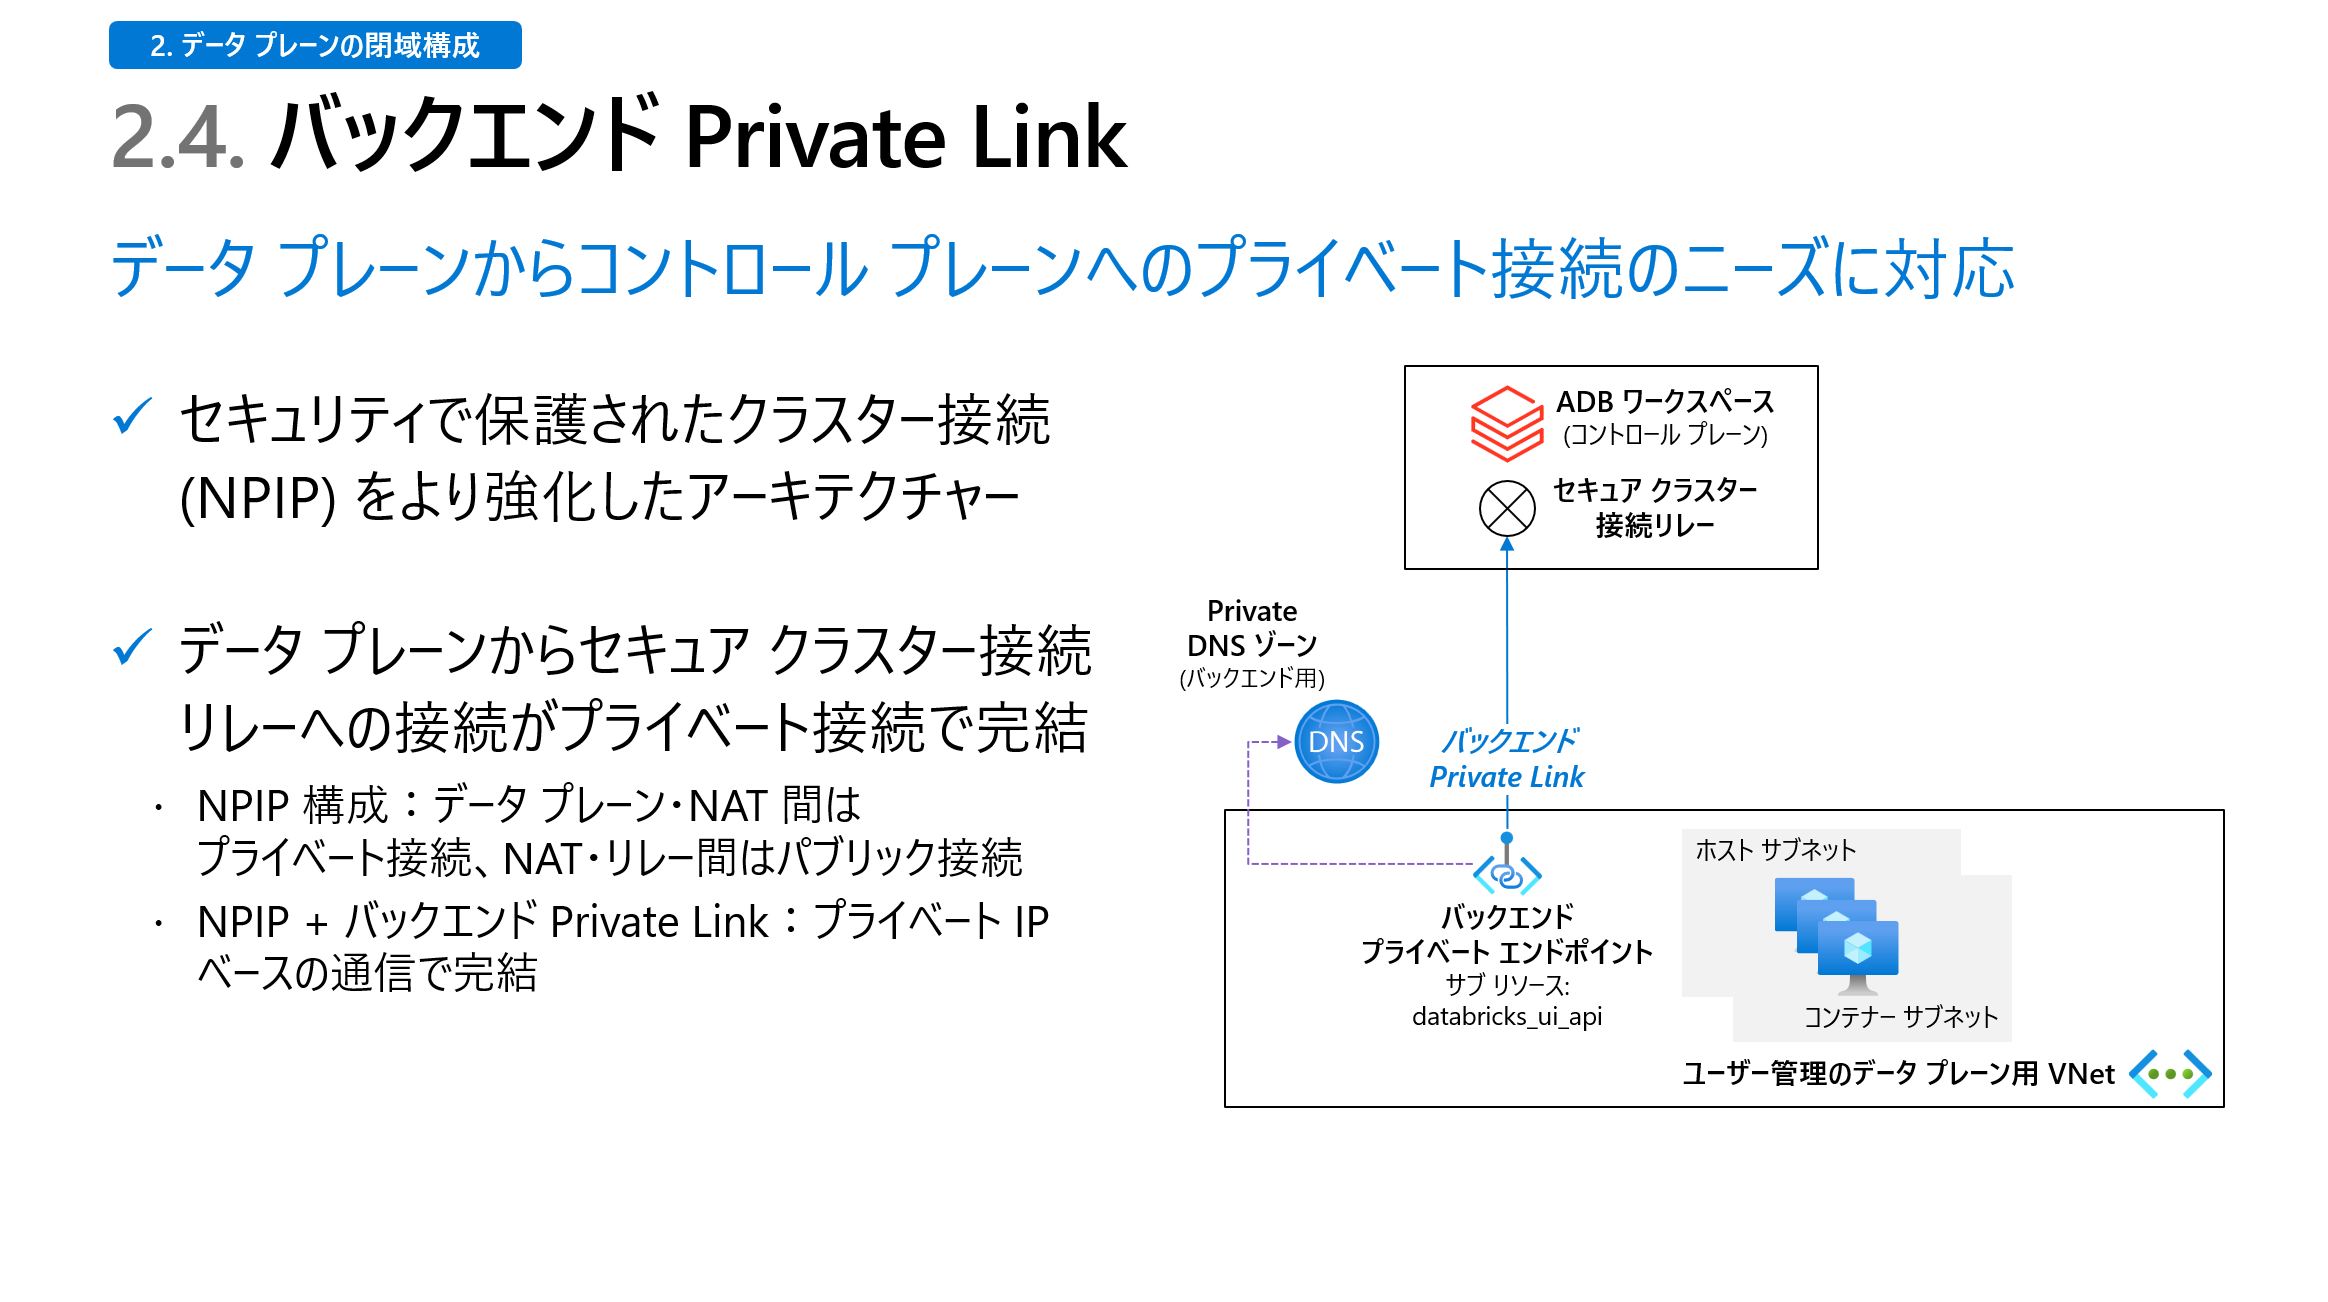 2. データ プレーンの閉域構成
2.4. バックエンド Private Link
データ プレーンからコントロール プレーンへのプライベート接続のニーズに対応
セキュリティで保護されたクラスター接続
(NPIP) をより強化したアーキテクチャー
データ プレーンからセキュア クラスター接続
リレーへの接続がプライベート接続で完結
・ NPIP 構成：データ プレーン・NAT 間は
プライベート接続、NAT・リレー間はパブリック接続
・ NPIP + バックエンド Private Link：プライベート IP
ベースの通信で完結
ADB ワークスペース
(コントロール プレーン)
セキュア クラスター
接続リレー
Private
DNS ゾーン
(バックエンド用)
DNS
バックエンド
Private Link
バックエンド
プライベート エンドポイント
サブ リソース:
databricks_ui_api
ホスト サブネット
コンテナー サブネット
ユーザー管理のデータ プレーン用 VNet